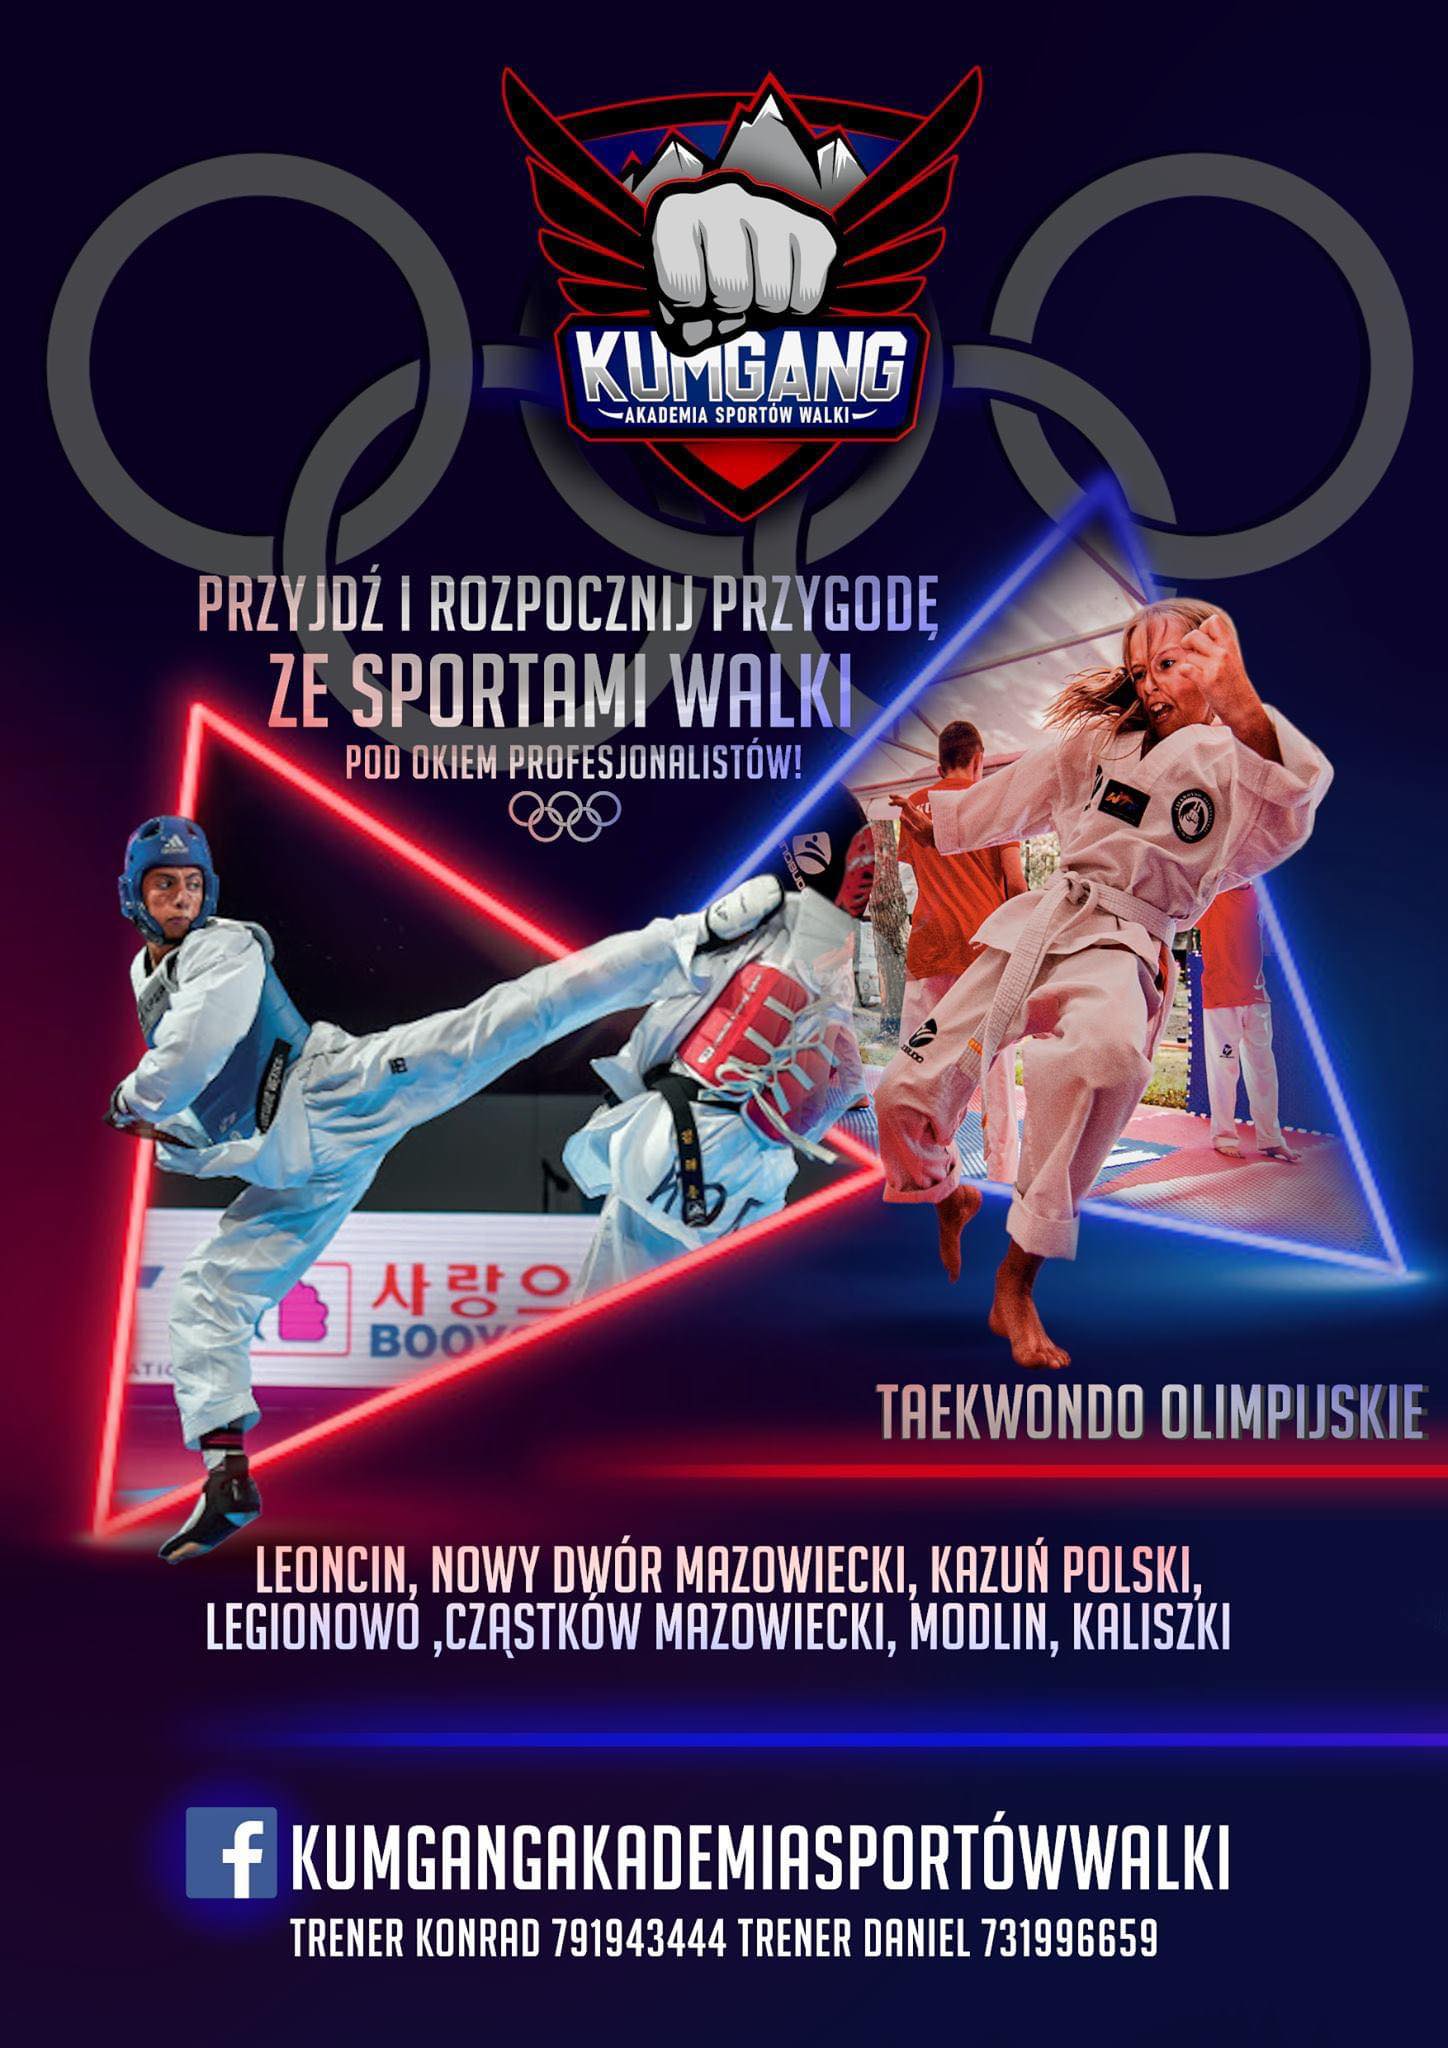 KUMGANG
AKADEMIA SPORTÓW WALKI
PRZYJDŹ I ROZPOCZNIJ PRZYGODĘ
ZE SPORTAMI WALKI
POD OKIEM PROFESJONALISTÓW!
adidas
사랑으
BOOY
TAEKWONDO OLIMPIJSKIE
LEONCIN, NOWY DWÓR MAZOWIECKI, KAZUŃ POLSKI,
LEGIONOWO ,CZĄSTKÓW MAZOWIECKI, MODLIN, KALISZKI
f KUMGANGAKADEMIASPORTÓWWALKI
TRENER KONRAD 791943444 TRENER DANIEL 731996659